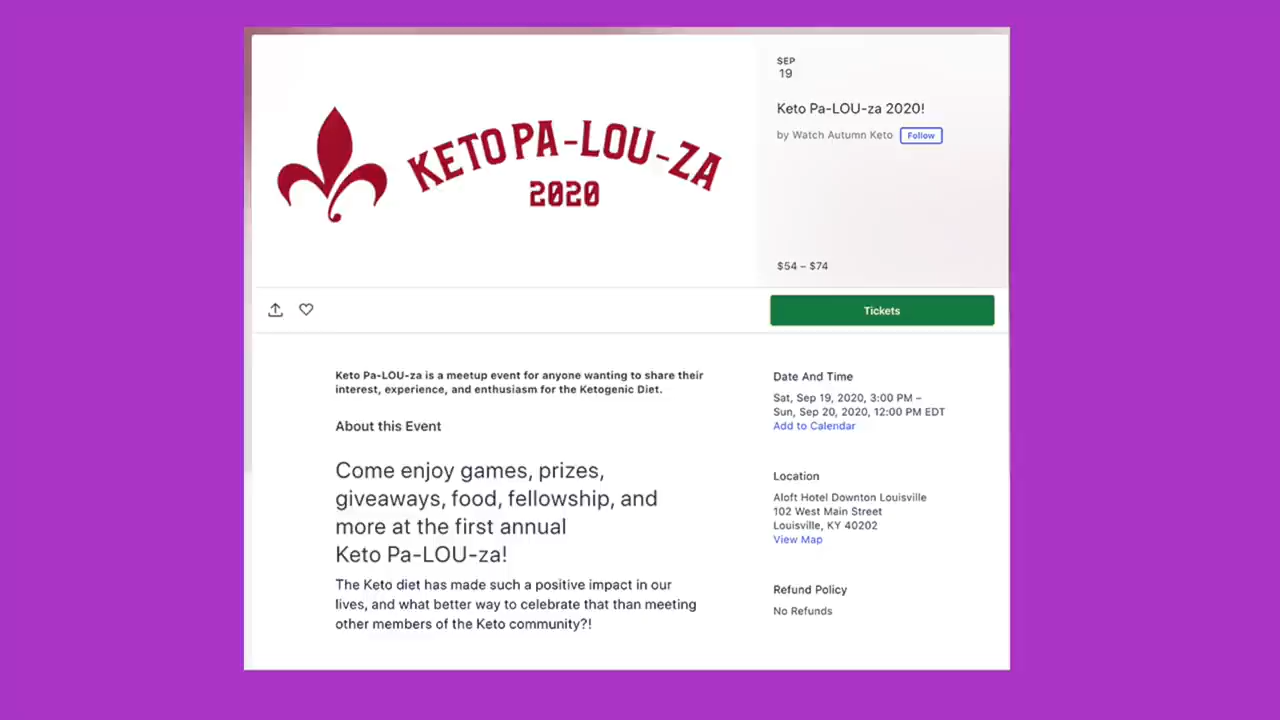 KETO PA-LOU-ZA
2020
SEP
19
Keto Pa-LOU-za 2020!
by Watch Autumn Keto Follow
$54 – $74
Tickets
Keto Pa-LOU-za is a meetup event for anyone wanting to share their
interest, experience, and enthusiasm for the Ketogenic Diet.
About this Event
Come enjoy games, prizes,
giveaways, food, fellowship, and
more at the first annual
Keto Pa-LOU-za!
The Keto diet has made such a positive impact in our
lives, and what better way to celebrate that than meeting
other members of the Keto community?!
Date And Time
Sat, Sep 19, 2020, 3:00 PM –
Sun, Sep 20, 2020, 12:00 PM EDT
Add to Calendar
Location
Aloft Hotel Downton Louisville
102 West Main Street
Louisville, KY 40202
View Map
Refund Policy
No Refunds